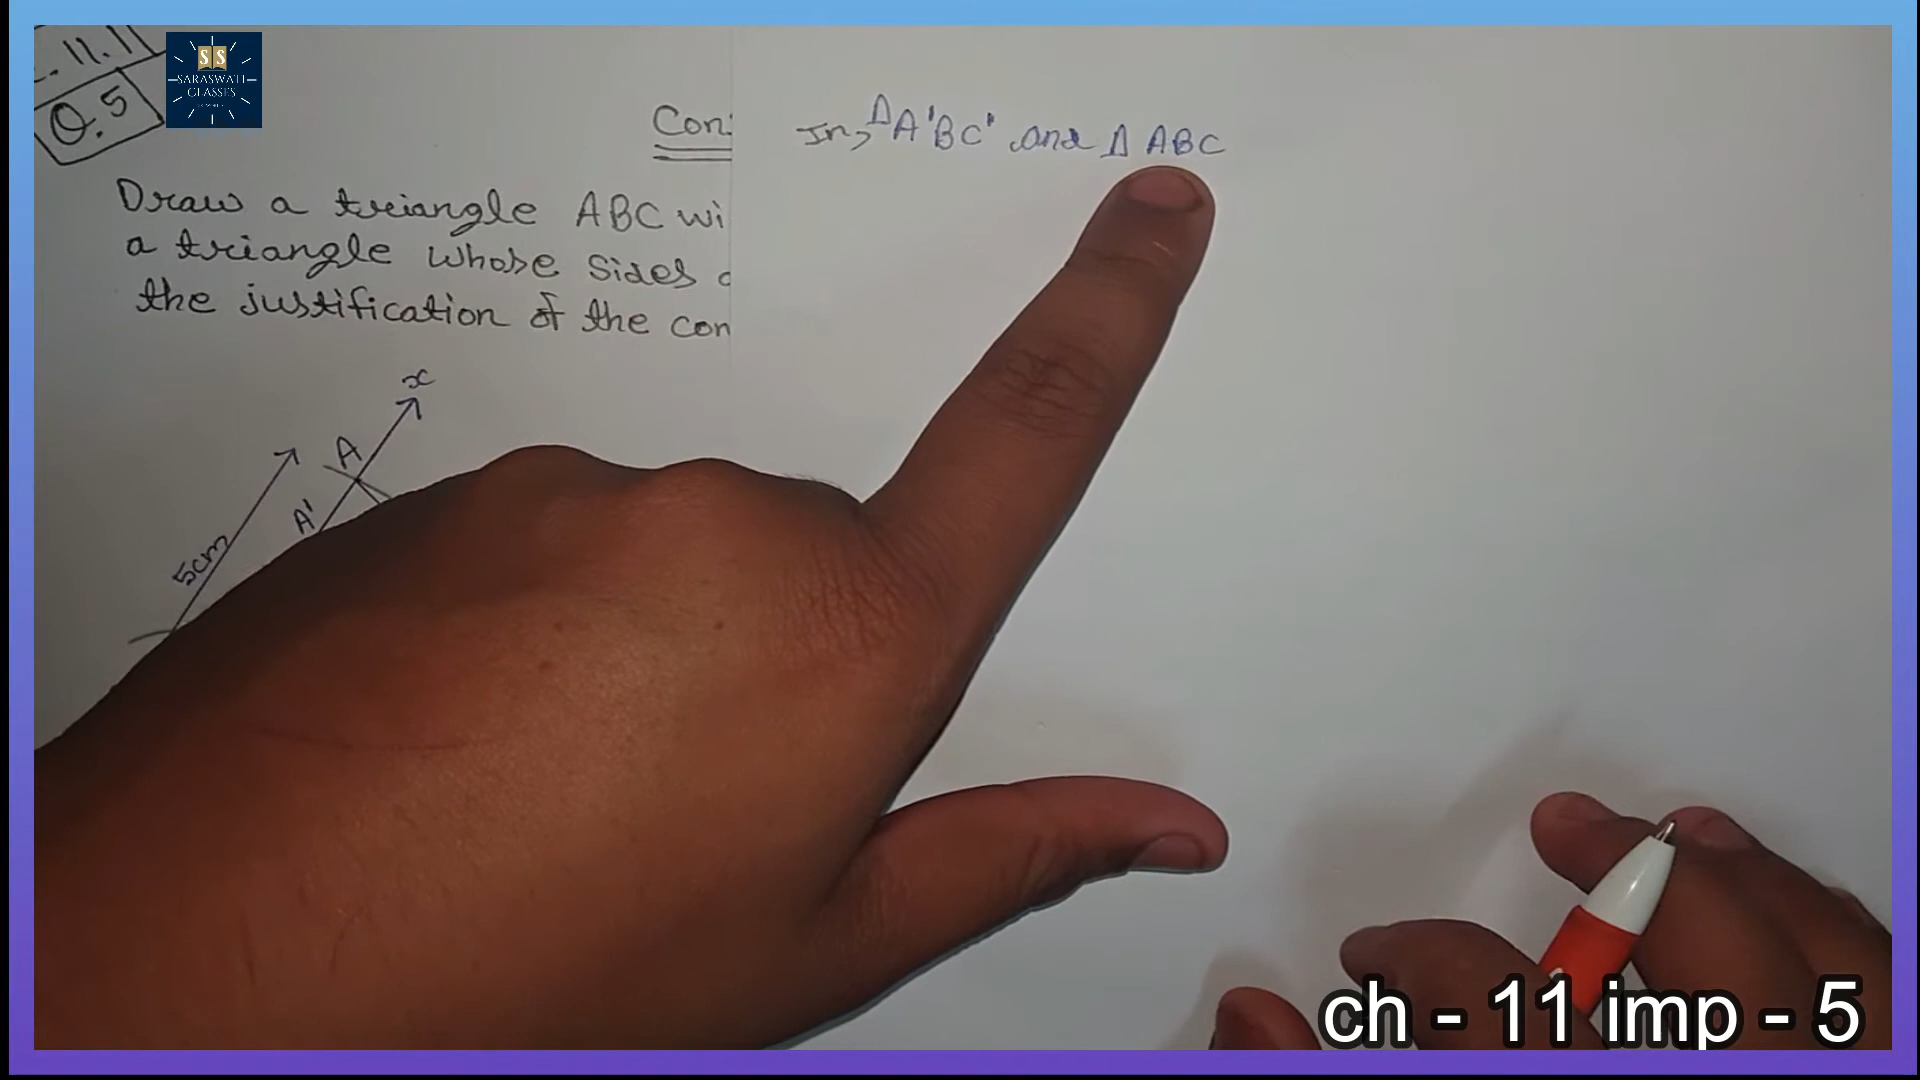 11.1
Q.5
SS
SARASWATI
CLASSES
Con
In, ΔA'BC' and Δ ABC
Draw a triangle ABC wi
a triangle whose sides
the justification of the con
x
A
A'
5cm
ch - 11 imp - 5